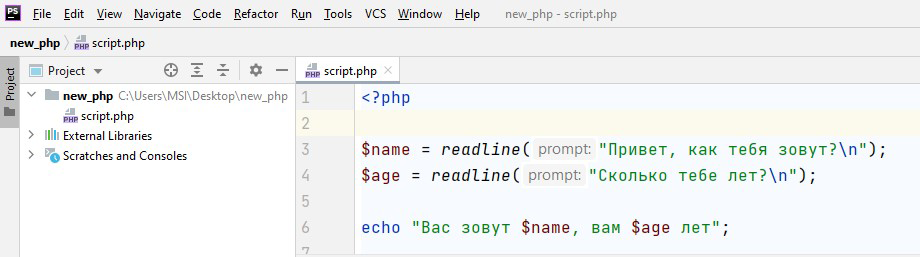 PS File Edit View Navigate Code Refactor Run Tools VCS Window Help new_php - script.php
new_php script.php
Project
Project script.php
new_php C:\Users\MSI\Desktop\new_php
script.php
External Libraries
Scratches and Consoles
1 <?php
2
3 $name = readline( prompt: "Привет, как тебя зовут?\n");
4 $age = readline( prompt: "Сколько тебе лет?\n");
5
6 echo "Вас зовут $name, вам $age лет";
7